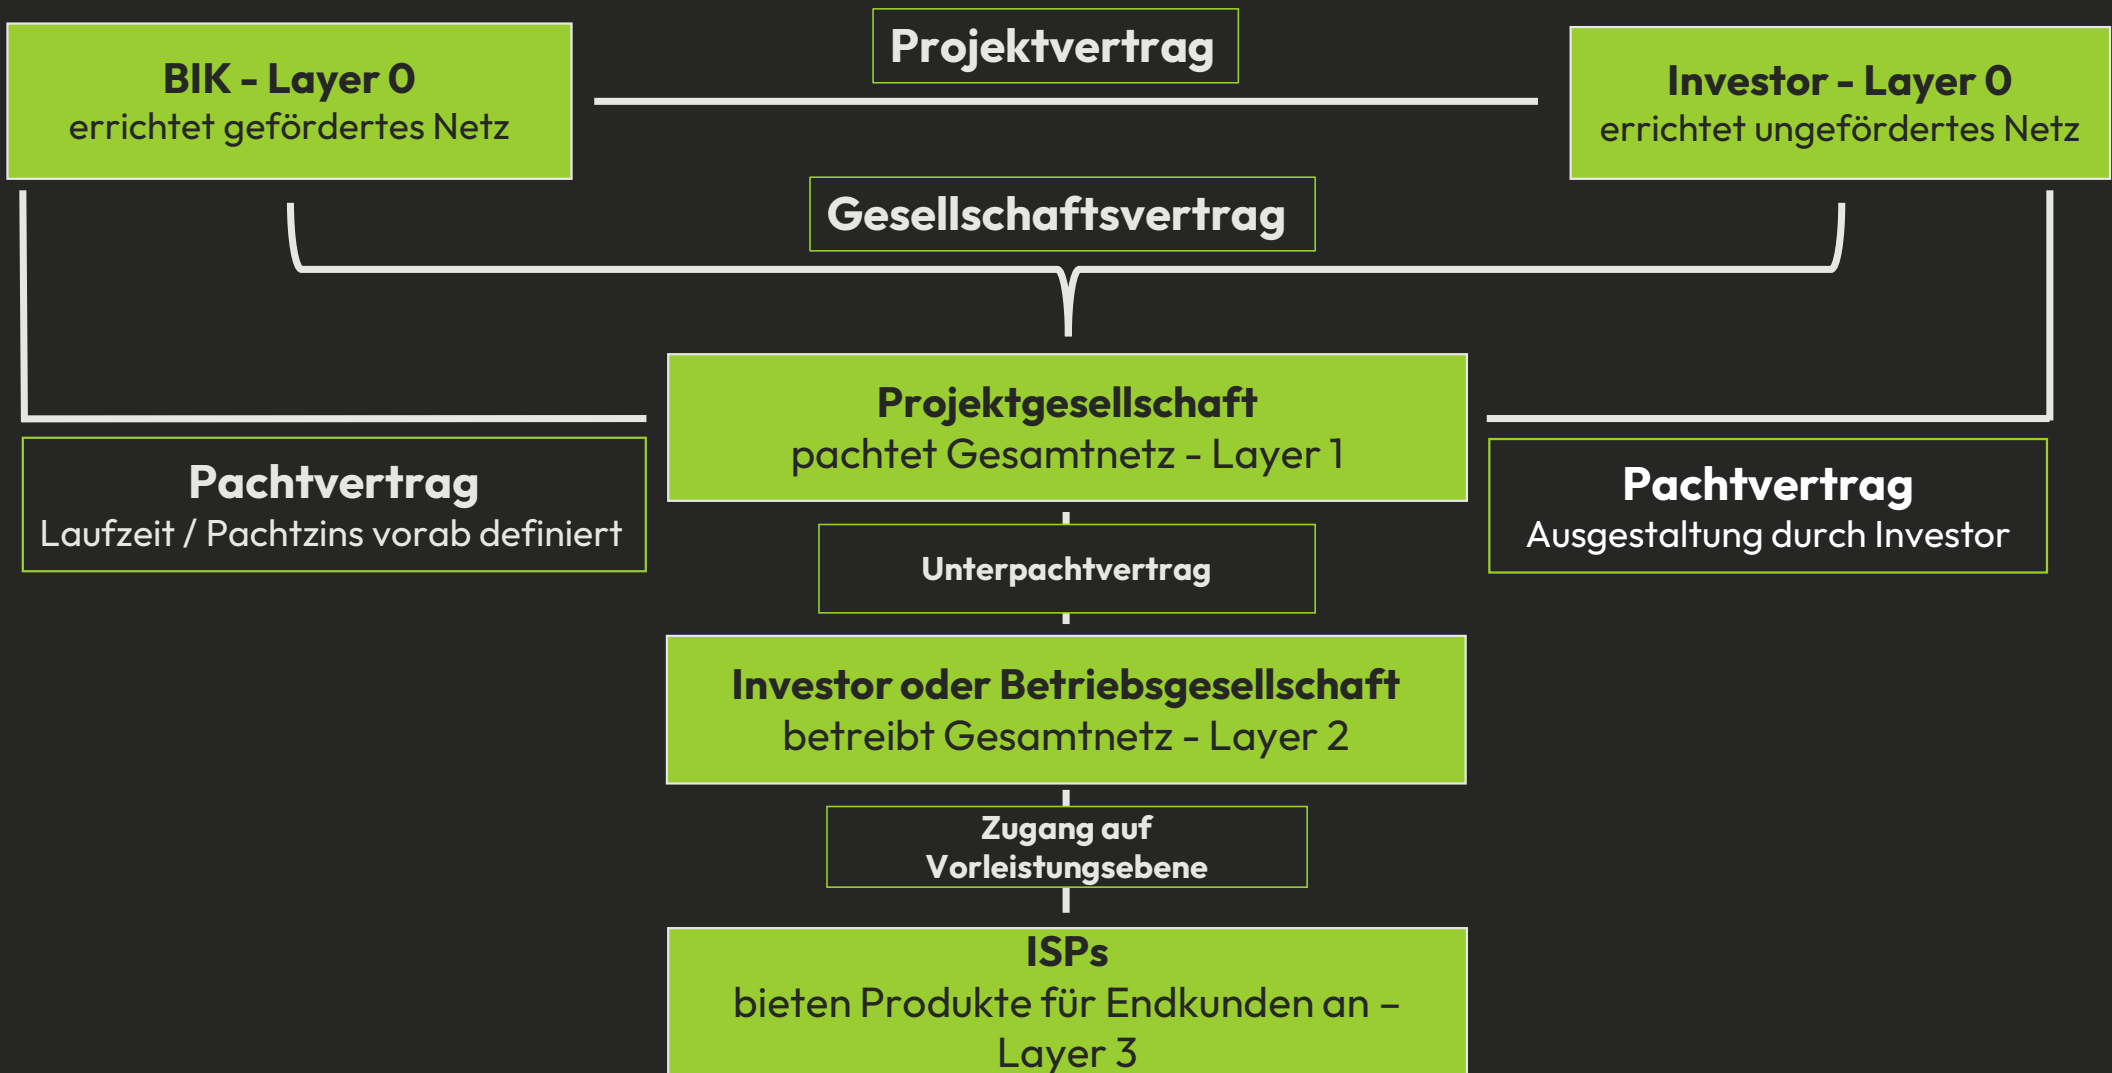 Projektvertrag
BIK - Layer 0
errichtet gefördertes Netz
Investor - Layer 0
errichtet ungefördertes Netz
Gesellschaftsvertrag
Projektgesellschaft
pachtet Gesamtnetz - Layer 1
Pachtvertrag
Laufzeit / Pachtzins vorab definiert
Pachtvertrag
Ausgestaltung durch Investor
Unterpachtvertrag
Investor oder Betriebsgesellschaft
betreibt Gesamtnetz - Layer 2
Zugang auf
Vorleistungsebene
ISPs
bieten Produkte für Endkunden an –
Layer 3